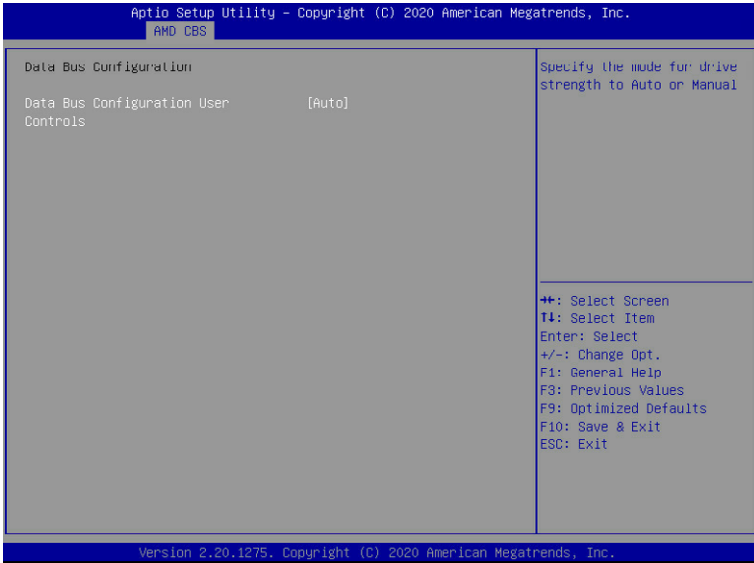 Aptio Setup Utility – Copyright (C) 2020 American Megatrends, Inc.
AMD CBS
Data Bus Configuration
Data Bus Configuration User [Auto]
Controls
Specify the mode for drive
strength to Auto or Manual
→←: Select Screen
↑↓: Select Item
Enter: Select
+/-: Change Opt.
F1: General Help
F3: Previous Values
F9: Optimized Defaults
F10: Save & Exit
ESC: Exit
Version 2.20.1275. Copyright (C) 2020 American Megatrends, Inc.